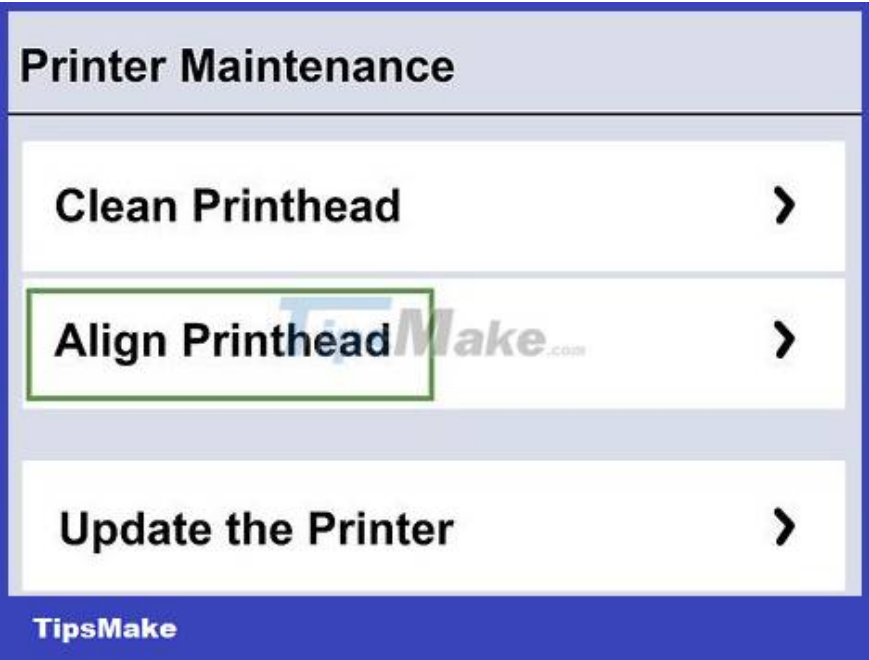 Printer Maintenance
Clean Printhead
Align Printhead
TipsMake.com
Update the Printer
TipsMake